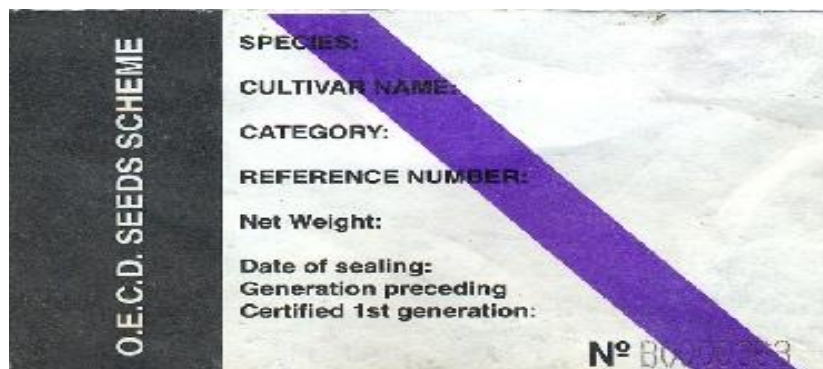 O.E.C.D. SEEDS SCHEME
SPECIES:
CULTIVAR NAME:
CATEGORY:
REFERENCE NUMBER:
Net Weight:
Date of sealing:
Generation preceding
Certified 1st generation:
Nº